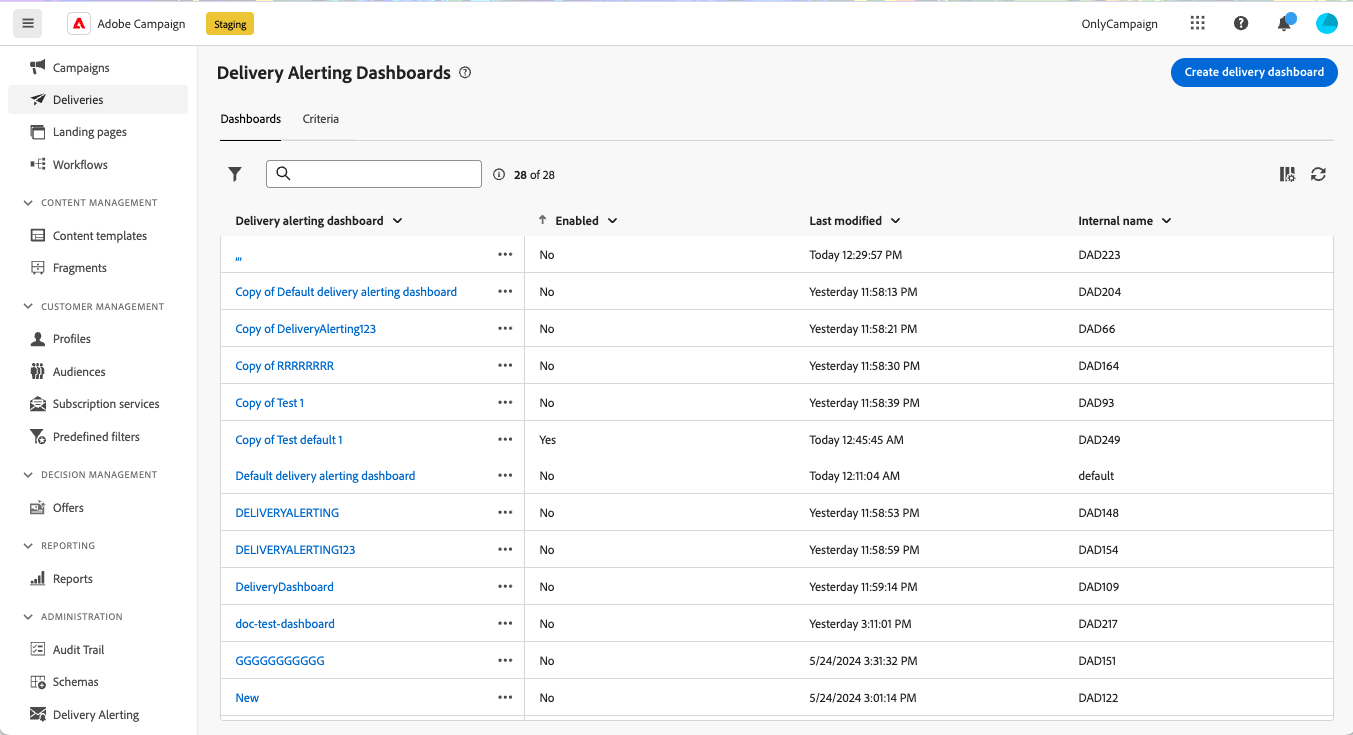 Adobe Campaign Staging OnlyCampaign
Campaigns
Deliveries
Landing pages
Workflows
CONTENT MANAGEMENT
Content templates
Fragments
CUSTOMER MANAGEMENT
Profiles
Audiences
Subscription services
Predefined filters
DECISION MANAGEMENT
Offers
REPORTING
Reports
ADMINISTRATION
Audit Trail
Schemas
Delivery Alerting
Delivery Alerting Dashboards Create delivery dashboard
Dashboards Criteria
28 of 28
Delivery alerting dashboard Enabled Last modified Internal name
,,, No Today 12:29:57 PM DAD223
Copy of Default delivery alerting dashboard No Yesterday 11:58:13 PM DAD204
Copy of DeliveryAlerting123 No Yesterday 11:58:21 PM DAD66
Copy of RRRRRRRR No Yesterday 11:58:30 PM DAD164
Copy of Test 1 No Yesterday 11:58:39 PM DAD93
Copy of Test default 1 Yes Today 12:45:45 AM DAD249
Default delivery alerting dashboard No Today 12:11:04 AM default
DELIVERYALERTING No Yesterday 11:58:53 PM DAD148
DELIVERYALERTING123 No Yesterday 11:58:59 PM DAD154
DeliveryDashboard No Yesterday 11:59:14 PM DAD109
doc-test-dashboard No Yesterday 3:11:01 PM DAD217
GGGGGGGGGGG No 5/24/2024 3:31:32 PM DAD151
New No 5/24/2024 3:01:14 PM DAD122